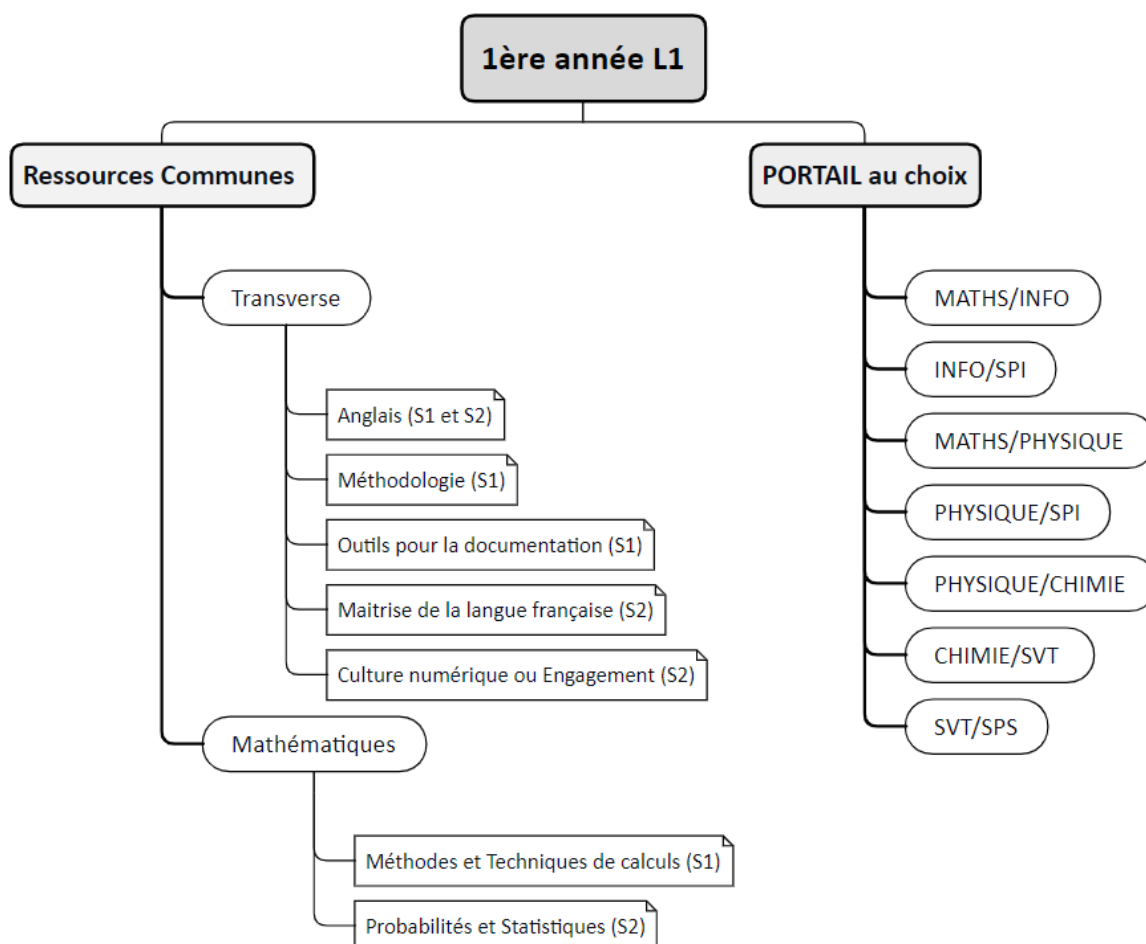 1ère année L1
Ressources Communes
PORTAIL au choix
Transverse
Anglais (S1 et S2)
Méthodologie (S1)
Outils pour la documentation (S1)
Maitrise de la langue française (S2)
Culture numérique ou Engagement (S2)
Mathématiques
Méthodes et Techniques de calculs (S1)
Probabilités et Statistiques (S2)
MATHS/INFO
INFO/SPI
MATHS/PHYSIQUE
PHYSIQUE/SPI
PHYSIQUE/CHIMIE
CHIMIE/SVT
SVT/SPS